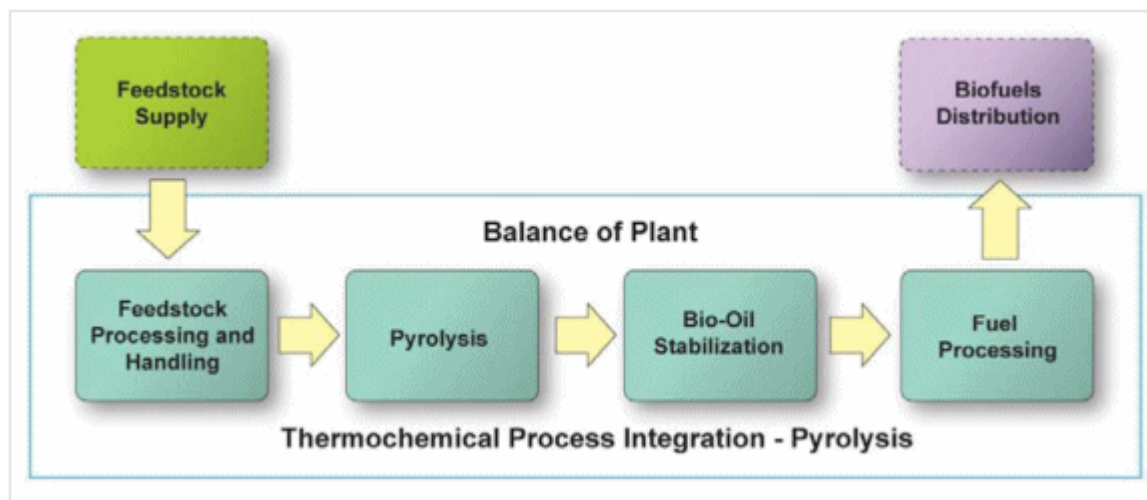 Feedstock
Supply
Biofuels
Distribution
Balance of Plant
Feedstock
Processing and
Handling
Pyrolysis
Bio-Oil
Stabilization
Fuel
Processing
Thermochemical Process Integration - Pyrolysis